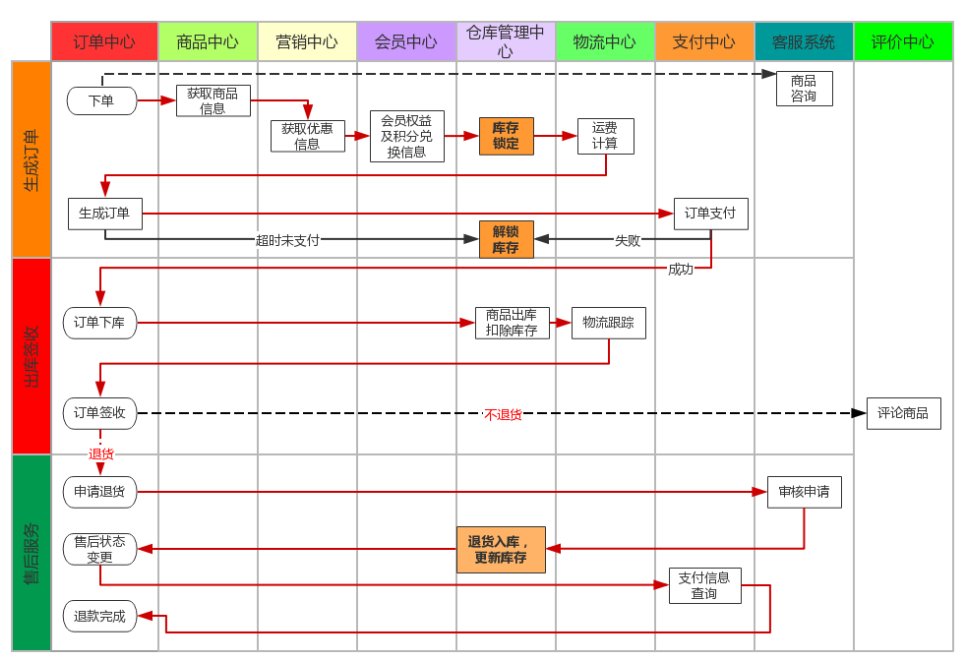 订单中心
商品中心
营销中心
会员中心
仓库管理中
心
物流中心
支付中心
客服系统
评价中心
生成订单
下单
获取商品
信息
获取优惠
信息
会员权益
及积分兑
换信息
库存
锁定
运费
计算
商品
咨询
生成订单
订单支付
超时未支付
解锁
库存
失败
成功
出库签收
订单下库
商品出库
扣除库存
物流跟踪
订单签收
不退货
评论商品
退货
售后服务
申请退货
审核申请
售后状态
变更
退货入库，
更新库存
支付信息
查询
退款完成